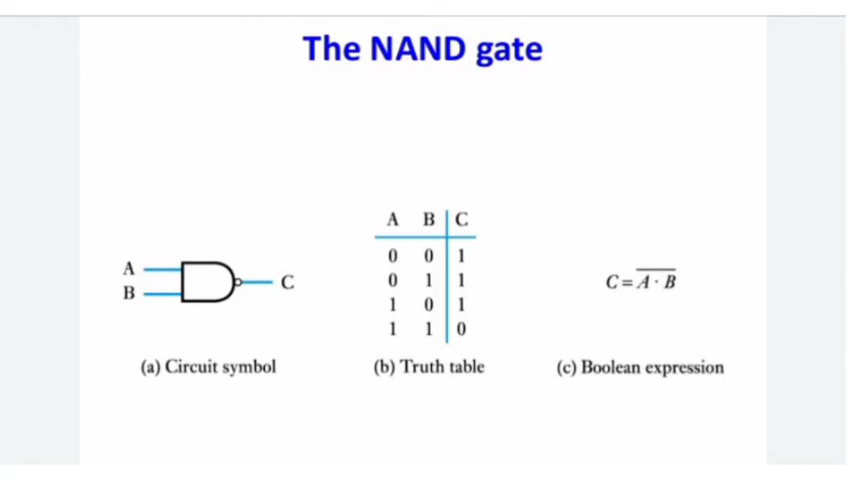 The NAND gate
A B C
0 0 1
A
0 1 1
B
C
1 0 1
1 1 0
C = \overline{A · B}
(a) Circuit symbol
(b) Truth table
(c) Boolean expression